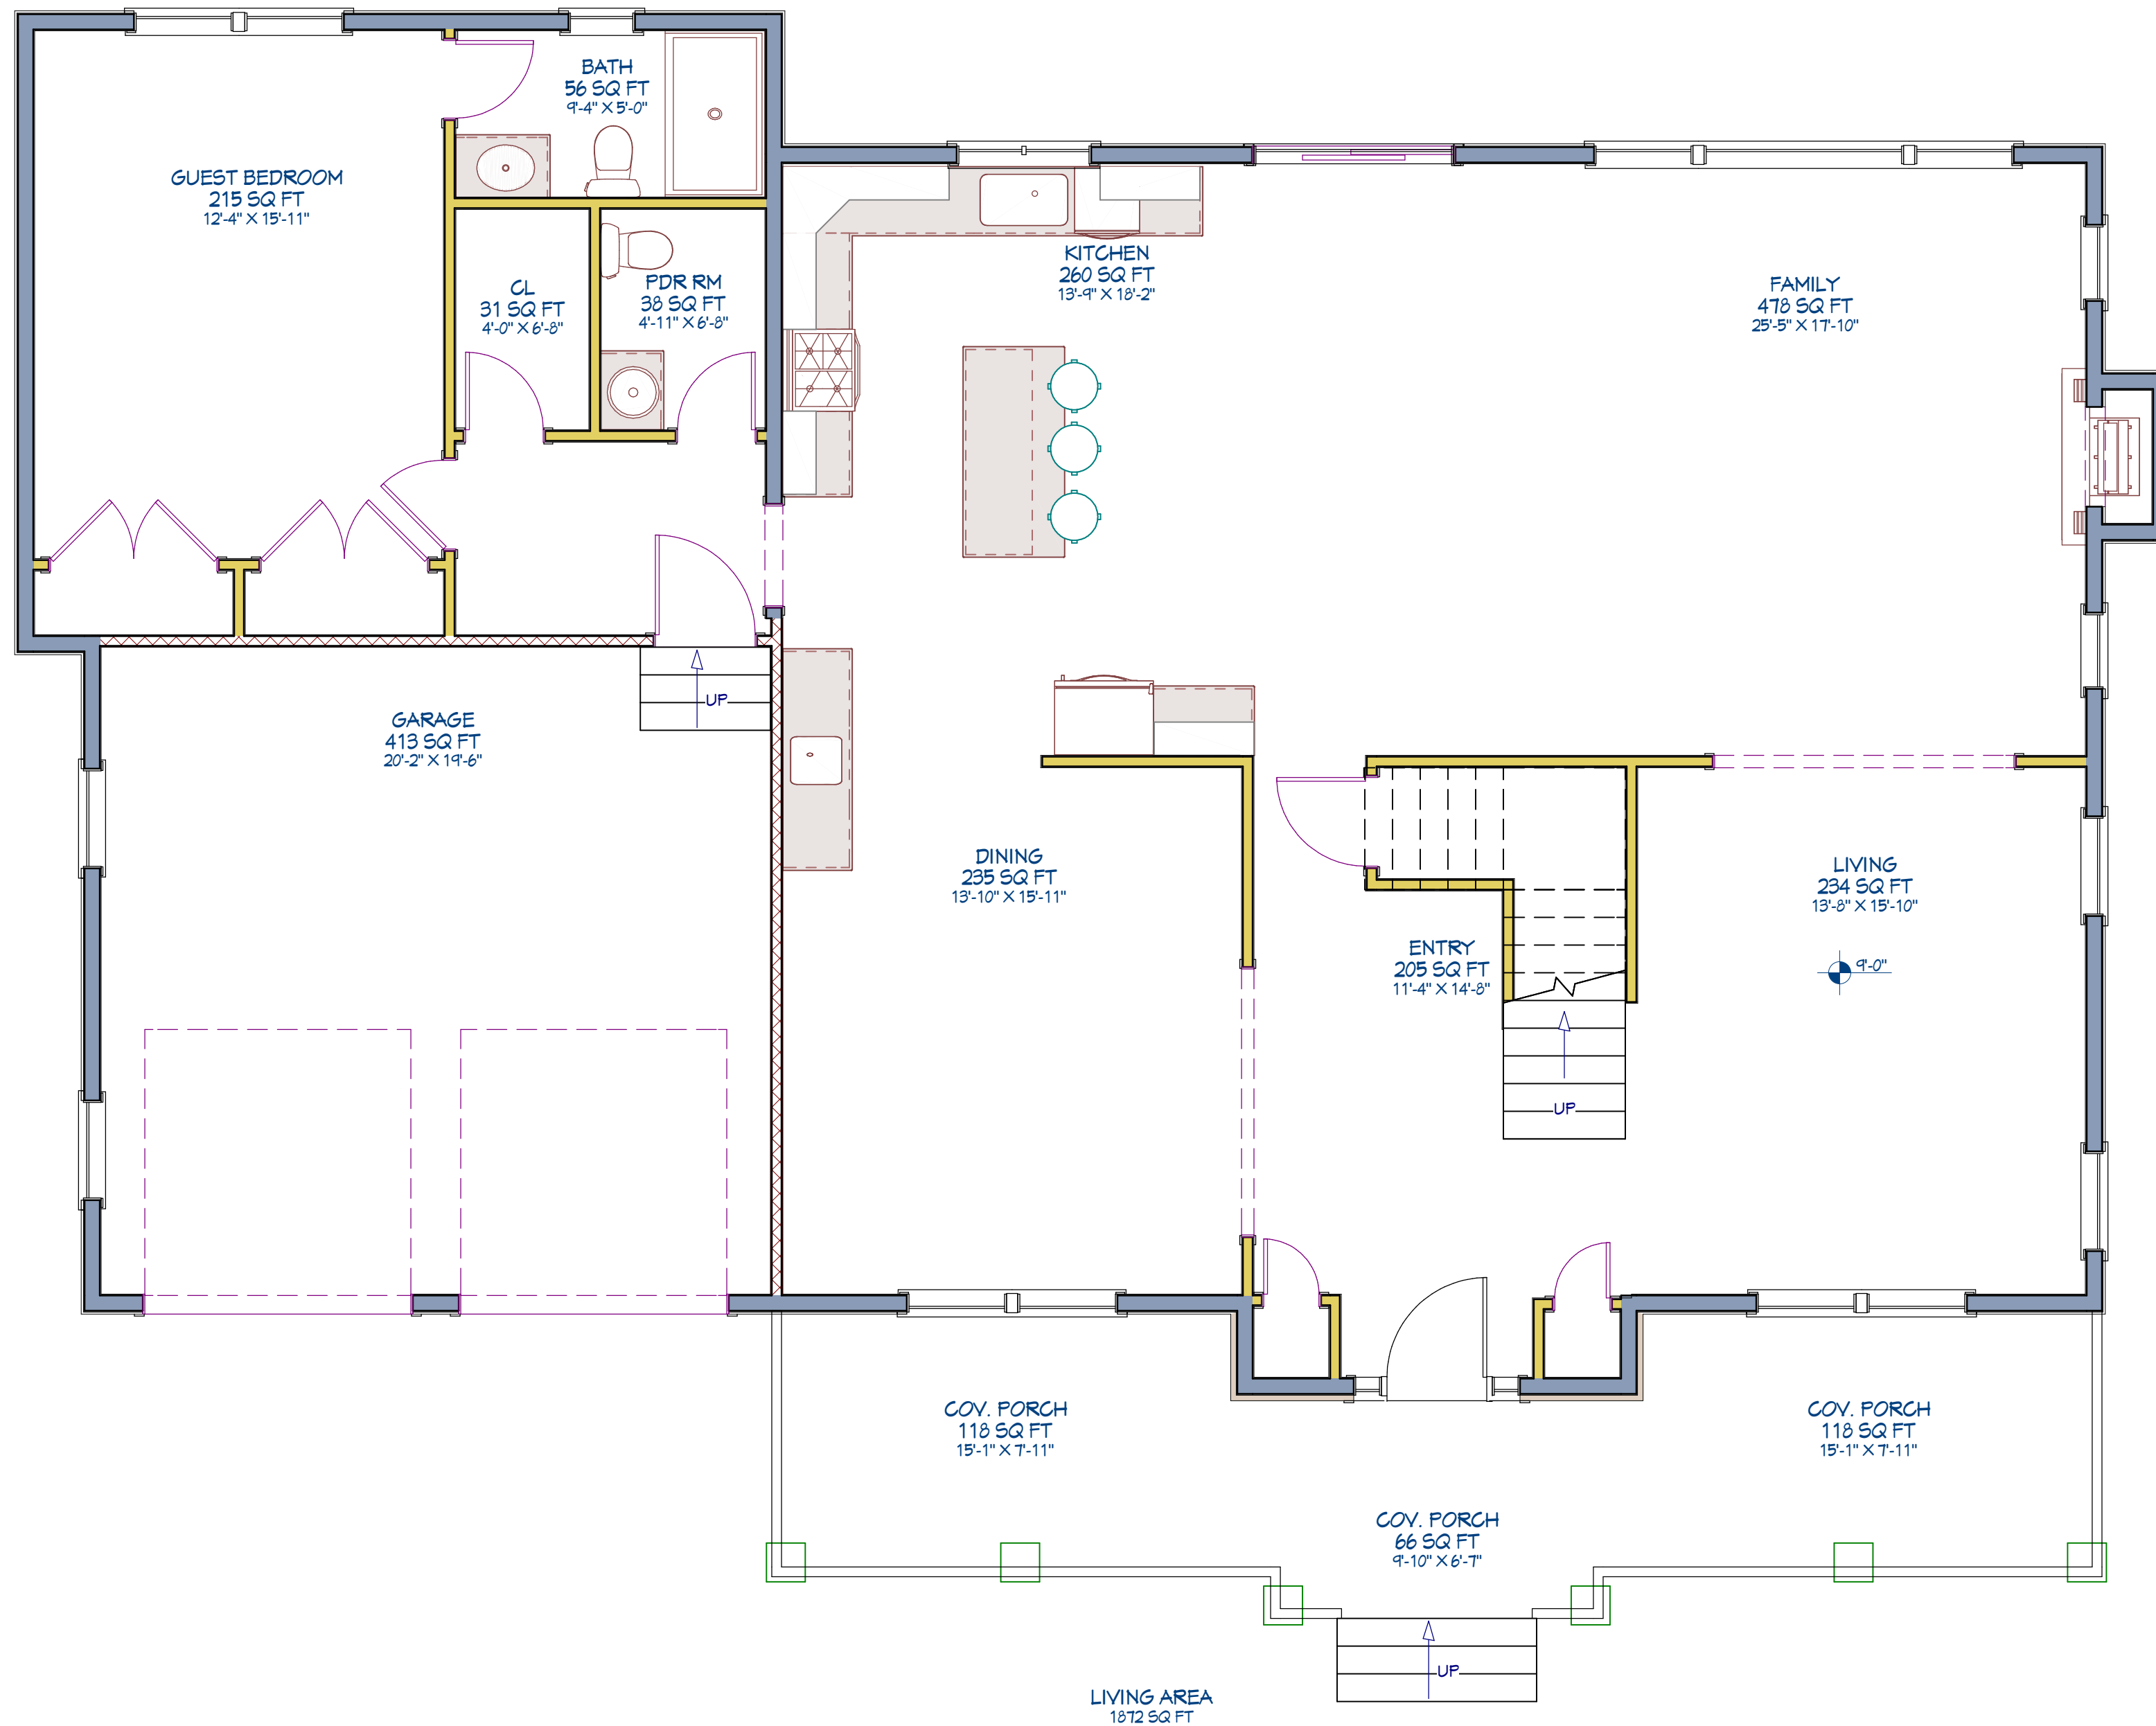 BATH
56 SQ FT
9'-4" X 5'-0"
GUEST BEDROOM
215 SQ FT
12'-4" X 15'-11"
KITCHEN
260 SQ FT
13'-9" X 18'-2"
CL
31 SQ FT
4'-0" X 6'-8"
PDR RM
38 SQ FT
4'-11" X 6'-8"
FAMILY
478 SQ FT
25'-5" X 17'-10"
UP
GARAGE
413 SQ FT
20'-2" X 19'-6"
DINING
235 SQ FT
13'-10" X 15'-11"
LIVING
234 SQ FT
13'-8" X 15'-10"
ENTRY
205 SQ FT
11'-4" X 14'-8"
9'-0"
UP
COV. PORCH
118 SQ FT
15'-1" X 7'-11"
COV. PORCH
118 SQ FT
15'-1" X 7'-11"
COV. PORCH
66 SQ FT
9'-10" X 6'-7"
UP
LIVING AREA
1872 SQ FT